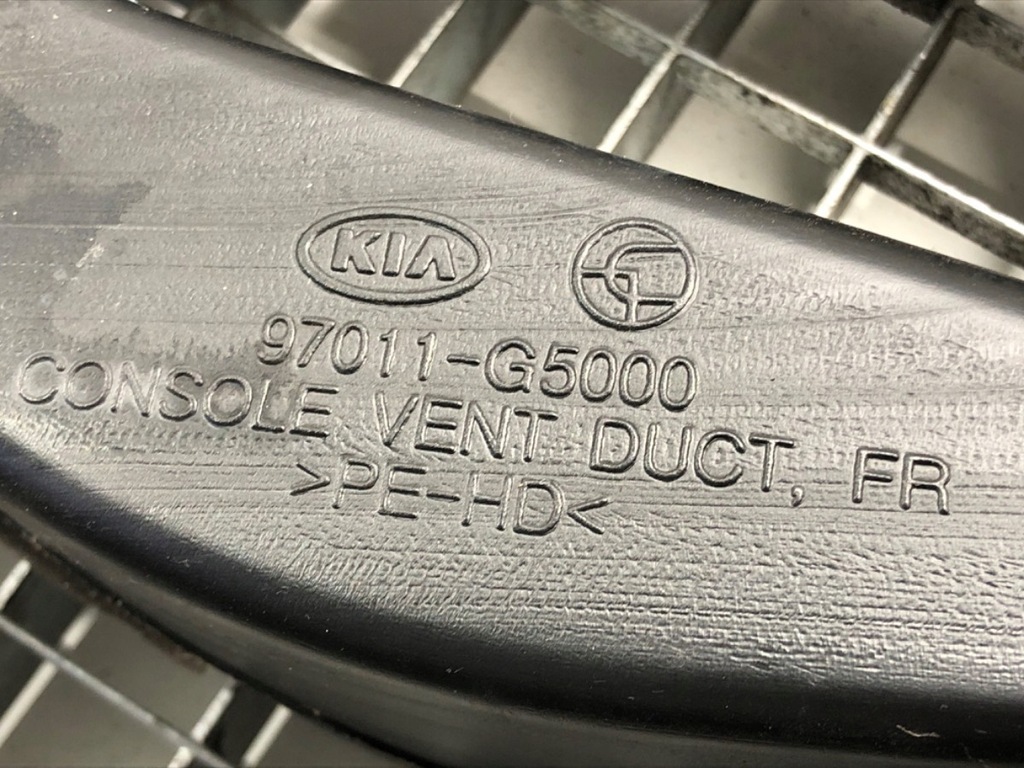 KIA
97011-G5000
CONSOLE VENT DUCT, FR
>PE-HD<